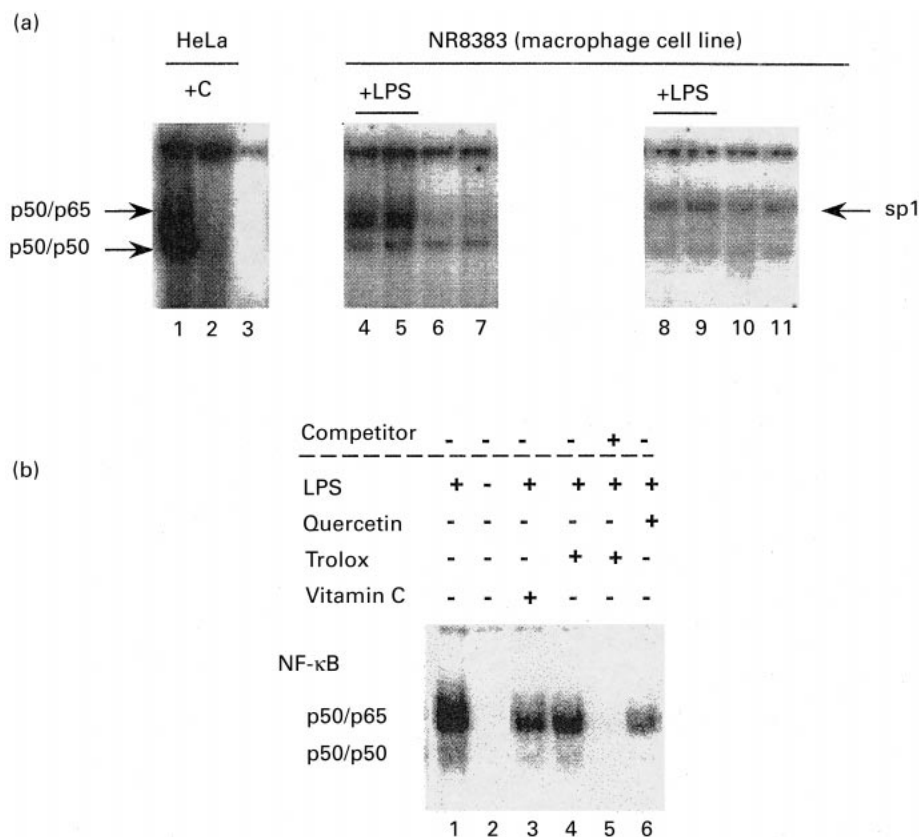 (a)
HeLa
NR8383 (macrophage cell line)
+C
+LPS
+LPS
p50/p65
p50/p50
sp1
1 2 3
4 5 6 7
8 9 10 11
(b)
Competitor - - - - + -
LPS + - + + + +
Quercetin - - - - - +
Trolox - - - + + -
Vitamin C - - + - - -
NF-κB
p50/p65
p50/p50
1 2 3 4 5 6